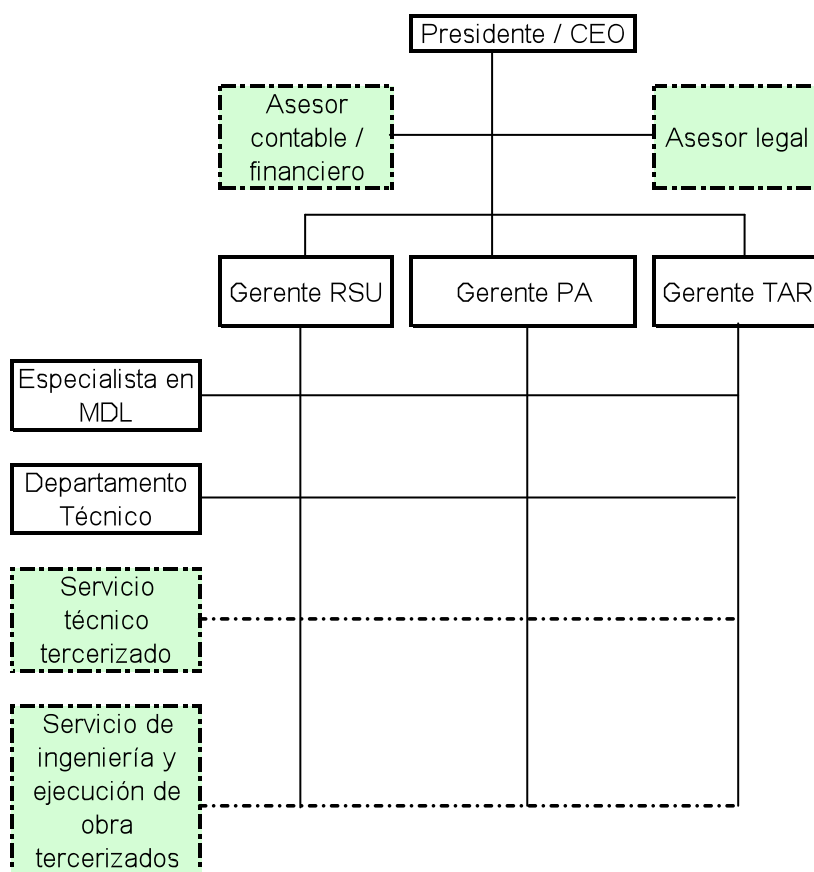 Presidente / CEO
Asesor
contable /
financiero
Asesor legal
Gerente RSU
Gerente PA
Gerente TAR
Especialista en
MDL
Departamento
Técnico
Servicio
técnico
tercerizado
Servicio de
ingeniería y
ejecución de
obra
tercerizados